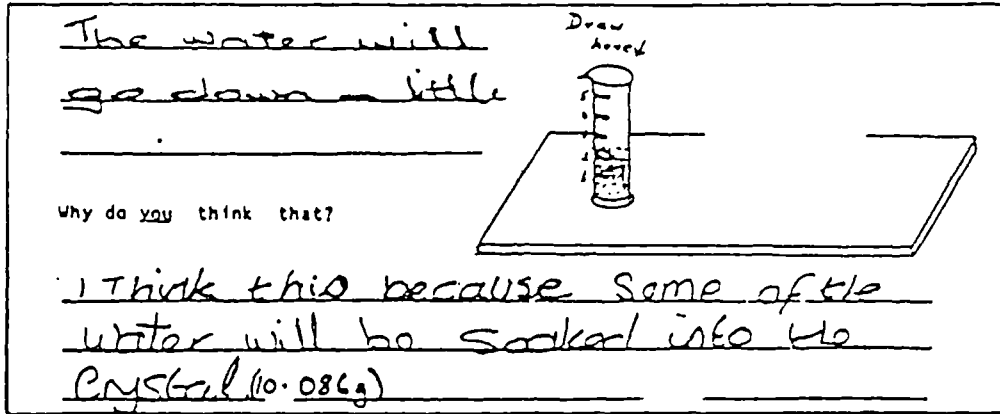 The water will
go down a little
Draw
here
Why do you think that?
I Think this because Some of the
water will be Soaked into the
Crystal (10.086g)